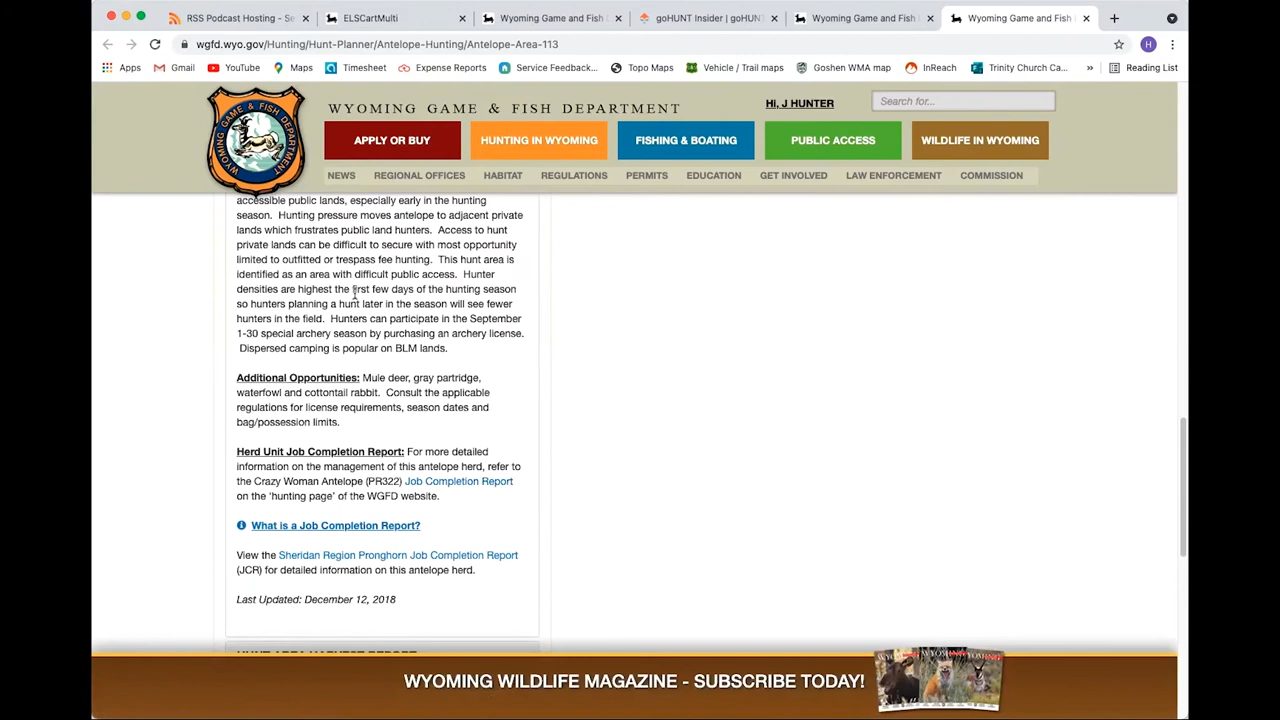 RSS Podcast Hosting - Se
ELSCartMulti
Wyoming Game and Fish
goHUNT Insider | goHUNT
Wyoming Game and Fish
Wyoming Game and Fish
wgfd.wyo.gov/Hunting/Hunt-Planner/Antelope-Hunting/Antelope-Area-113
H
Apps Gmail YouTube Maps Timesheet Expense Reports Service Feedback... Topo Maps Vehicle / Trail maps Goshen WMA map InReach Trinity Church Ca... » Reading List
WYOMING GAME & FISH DEPARTMENT
Hi, J HUNTER
Search for...
WYOMING GAME & FISH DEPARTMENT
APPLY OR BUY HUNTING IN WYOMING FISHING & BOATING PUBLIC ACCESS WILDLIFE IN WYOMING
NEWS REGIONAL OFFICES HABITAT REGULATIONS PERMITS EDUCATION GET INVOLVED LAW ENFORCEMENT COMMISSION
accessible public lands, especially early in the hunting
season. Hunting pressure moves antelope to adjacent private
lands which frustrates public land hunters. Access to hunt
private lands can be difficult to secure with most opportunity
limited to outfitted or trespass fee hunting. This hunt area is
identified as an area with difficult public access. Hunter
densities are highest the first few days of the hunting season
so hunters planning a hunt later in the season will see fewer
hunters in the field. Hunters can participate in the September
1-30 special archery season by purchasing an archery license.
Dispersed camping is popular on BLM lands.
Additional Opportunities: Mule deer, gray partridge,
waterfowl and cottontail rabbit. Consult the applicable
regulations for license requirements, season dates and
bag/possession limits.
Herd Unit Job Completion Report: For more detailed
information on the management of this antelope herd, refer to
the Crazy Woman Antelope (PR322) Job Completion Report
on the 'hunting page' of the WGFD website.
What is a Job Completion Report?
View the Sheridan Region Pronghorn Job Completion Report
(JCR) for detailed information on this antelope herd.
Last Updated: December 12, 2018
HUNT AREA HARVEST REPORT
WYOMING WILDLIFE MAGAZINE - SUBSCRIBE TODAY!